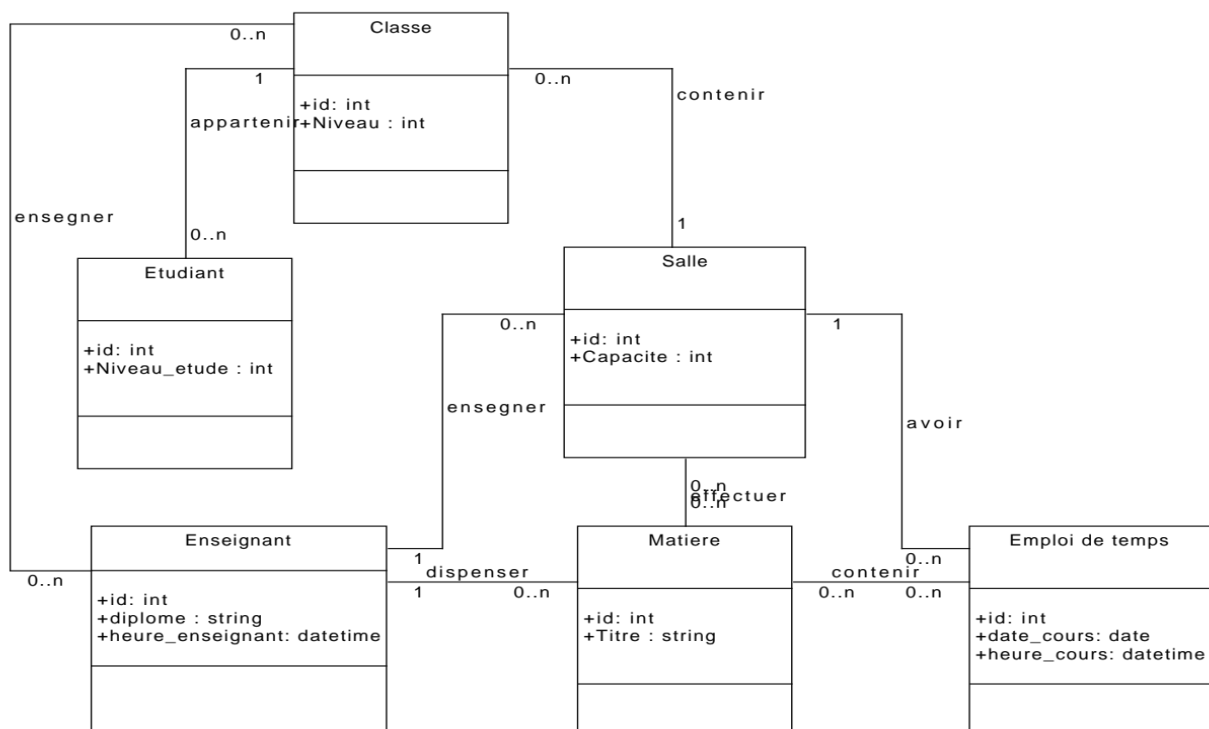 Classe
0..n
1
0..n
contenir
+id: int
+Niveau : int
appartenir
ensegner
0..n
1
Etudiant
Salle
0..n
1
+id: int
+Niveau_etude : int
+id: int
+Capacite : int
ensegner
avoir
0..n
effectuer
0..n
Enseignant
Matiere
Emploi de temps
1
0..n
dispenser
contenir
0..n
1
0..n
0..n
0..n
+id: int
+diplome : string
+heure_enseignant: datetime
+id: int
+Titre : string
+id: int
+date_cours: date
+heure_cours: datetime